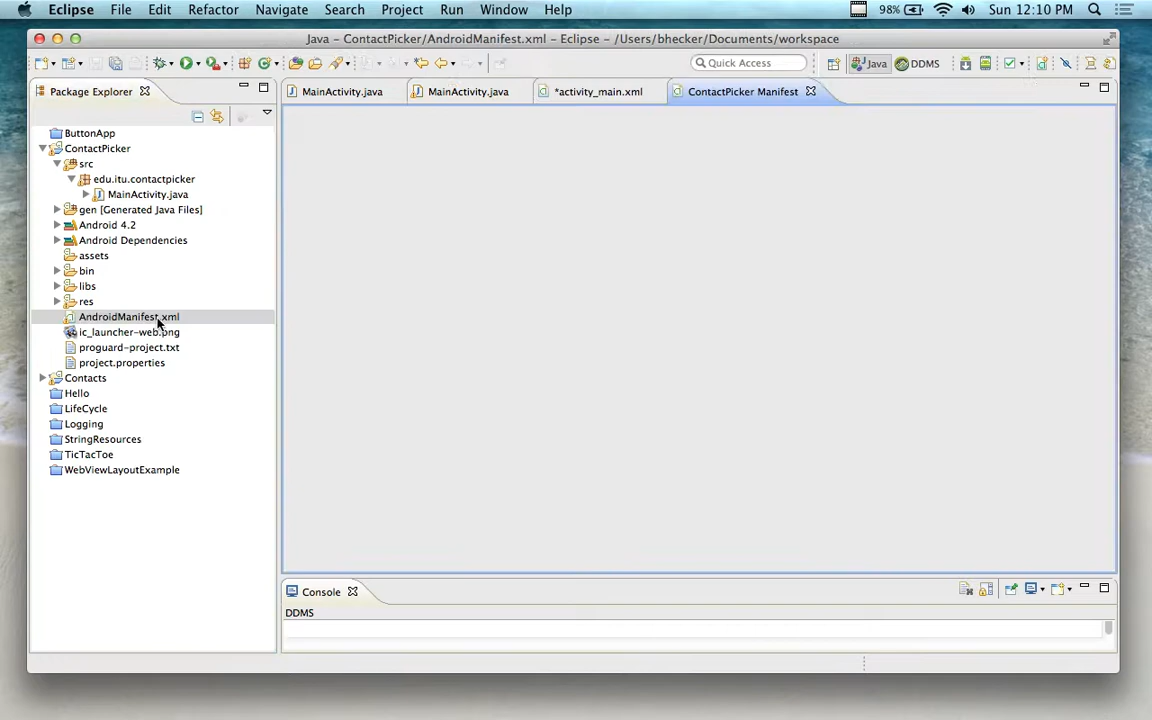 Eclipse File Edit Refactor Navigate Search Project Run Window Help 98% Sun 12:10 PM
Java – ContactPicker/AndroidManifest.xml – Eclipse – /Users/bhecker/Documents/workspace
Quick Access Java DDMS
Package Explorer MainActivity.java MainActivity.java *activity_main.xml ContactPicker Manifest
ButtonApp
ContactPicker
src
edu.itu.contactpicker
MainActivity.java
gen [Generated Java Files]
Android 4.2
Android Dependencies
assets
bin
libs
res
AndroidManifest.xml
ic_launcher-web.png
proguard-project.txt
project.properties
Contacts
Hello
LifeCycle
Logging
StringResources
TicTacToe
WebViewLayoutExample
Console
DDMS